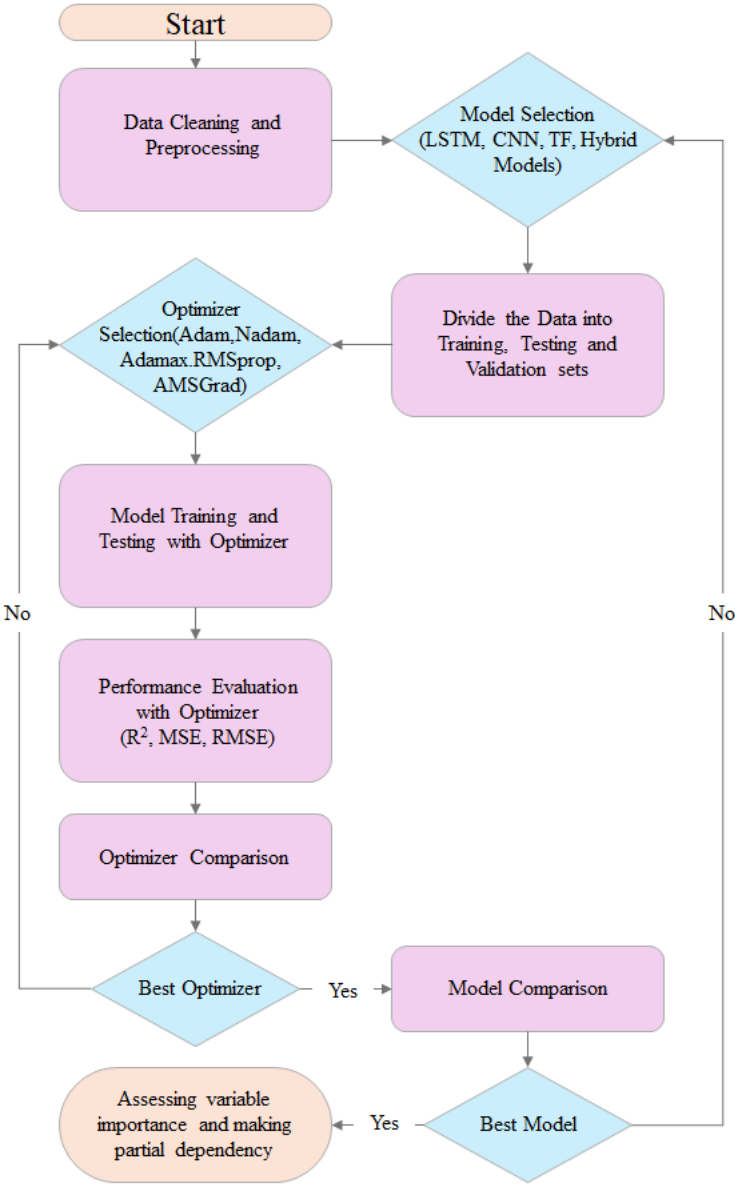 Start
Data Cleaning and
Preprocessing
Model Selection
(LSTM, CNN, TF, Hybrid
Models)
Divide the Data into
Training, Testing and
Validation sets
Optimizer
Selection(Adam,Nadam,
Adamax.RMSprop,
AMSGrad)
Model Training and
Testing with Optimizer
Performance Evaluation
with Optimizer
(R², MSE, RMSE)
Optimizer Comparison
Best Optimizer
No
Yes
Model Comparison
Best Model
No
Yes
Assessing variable
importance and making
partial dependency